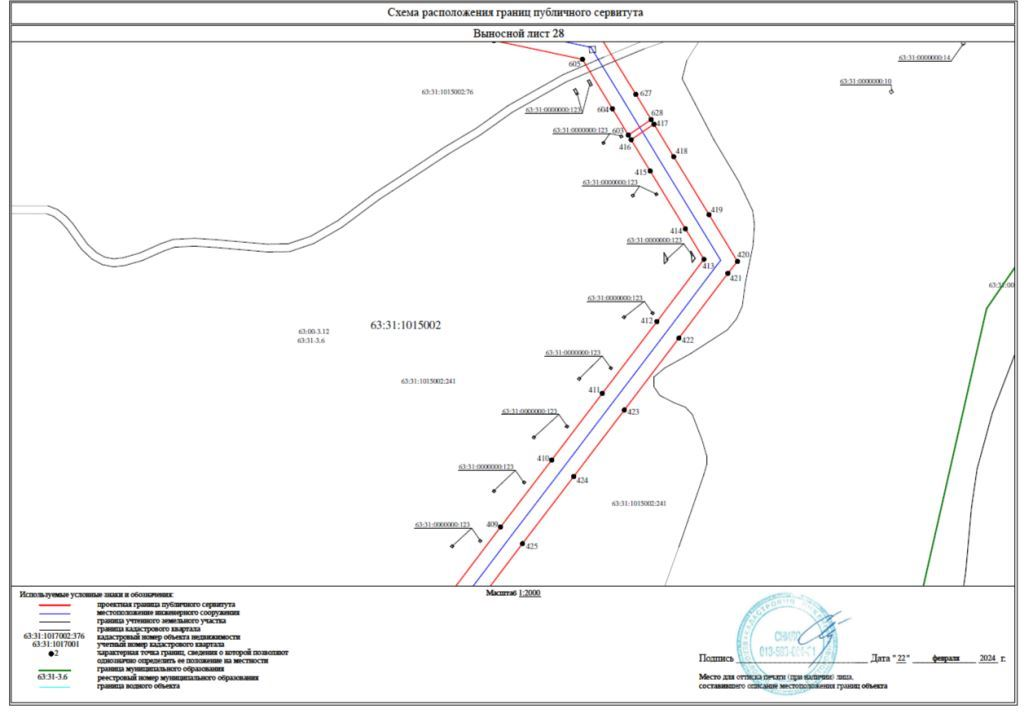 Схема расположения границ публичного сервитута
Выносной лист 28
605
63:31:0000000:14
627
63:31:0000000:10
63:31:1015002:76
604
63:31:0000000:123
628
417
63:31:0000000:123
603
416
418
415
63:31:0000000:123
419
414
63:31:0000000:123
413
420
421
63:31:00
63:31:0000000:123
412
63:31:1015002
63:00-3.12
63:31-3.6
422
63:31:0000000:123
63:31:1015002:241
411
63:31:0000000:123
423
410
63:31:0000000:123
424
63:31:1015002:241
63:31:0000000:123
409
425
Используемые условные знаки и обозначения:
Масштаб 1:2000
проектная граница публичного сервитута
местоположение инженерного сооружения
граница учтенного земельного участка
граница кадастрового квартала
63:31:1017002:376 кадастровый номер объекта недвижимости
63:31:1017001 учетный номер кадастрового квартала
2 характерная точка границ, сведения о которой позволяют
однозначно определить ее положение на местности
граница муниципального образования
63:31-3.6 реестровый номер муниципального образования
граница водного объекта
Подпись Дата "22" февраля 2024 г.
Место для оттиска печати (при наличии) лица,
составившего описание местоположения границ объекта